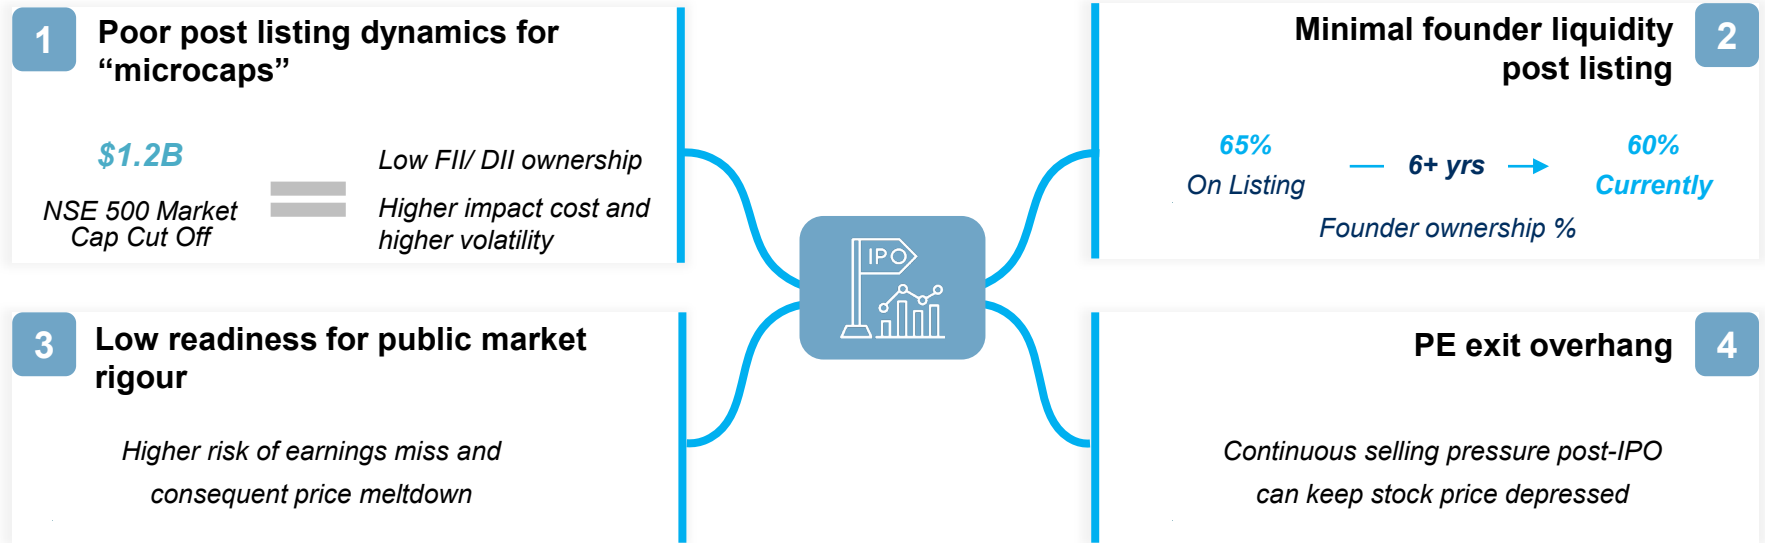 1
Poor post listing dynamics for
“microcaps”
$1.2B
NSE 500 Market
Cap Cut Off
Low FII/ DII ownership
Higher impact cost and
higher volatility
2
Minimal founder liquidity
post listing
65%
On Listing
6+ yrs
60%
Currently
Founder ownership %
IPO
3
Low readiness for public market
rigour
Higher risk of earnings miss and
consequent price meltdown
4
PE exit overhang
Continuous selling pressure post-IPO
can keep stock price depressed